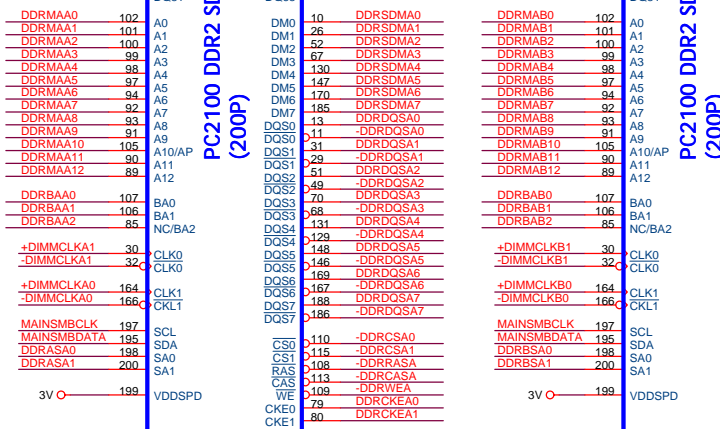 DDRMAA0 102 A0
DDRMAA1 101 A1
DDRMAA2 100 A2
DDRMAA3 99 A3
DDRMAA4 98 A4
DDRMAA5 97 A5
DDRMAA6 94 A6
DDRMAA7 92 A7
DDRMAA8 93 A8
DDRMAA9 91 A9
DDRMAA10 105 A10/AP
DDRMAA11 90 A11
DDRMAA12 89 A12
DDRBAA0 107 BA0
DDRBAA1 106 BA1
DDRBAA2 85 NC/BA2
+DIMMCLKA1 30 CLK0
-DIMMCLKA1 32 CLK0
+DIMMCLKA0 164 CLK1
-DIMMCLKA0 166 CKL1
MAINSMBCLK 197 SCL
MAINSMBDATA 195 SDA
DDRASA0 198 SA0
DDRASA1 200 SA1
3V 199 VDDSPD
PC2100 DDR2
(200P)
DM0 10 DDRSDMA0
DM1 26 DDRSDMA1
DM2 52 DDRSDMA2
DM3 67 DDRSDMA3
DM4 130 DDRSDMA4
DM5 147 DDRSDMA5
DM6 170 DDRSDMA6
DM7 185 DDRSDMA7
DQS0 13 DDRDQSA0
DQS0 11 -DDRDQSA0
DQS1 31 DDRDQSA1
DQS1 29 -DDRDQSA1
DQS2 51 DDRDQSA2
DQS2 49 -DDRDQSA2
DQS3 70 DDRDQSA3
DQS3 68 -DDRDQSA3
DQS4 131 DDRDQSA4
DQS4 129 -DDRDQSA4
DQS5 148 DDRDQSA5
DQS5 146 -DDRDQSA5
DQS6 169 DDRDQSA6
DQS6 167 -DDRDQSA6
DQS7 188 DDRDQSA7
DQS7 186 -DDRDQSA7
CS0 110 -DDRCSA0
CS1 115 -DDRCSA1
RAS 108 -DDRRASA
CAS 113 -DDRCASA
WE 109 -DDRWEA
CKE0 79 DDRCKEA0
CKE1 80 DDRCKEA1
DDRMAB0 102 A0
DDRMAB1 101 A1
DDRMAB2 100 A2
DDRMAB3 99 A3
DDRMAB4 98 A4
DDRMAB5 97 A5
DDRMAB6 94 A6
DDRMAB7 92 A7
DDRMAB8 93 A8
DDRMAB9 91 A9
DDRMAB10 105 A10/AP
DDRMAB11 90 A11
DDRMAB12 89 A12
DDRBAB0 107 BA0
DDRBAB1 106 BA1
DDRBAB2 85 NC/BA2
+DIMMCLKB1 30 CLK0
-DIMMCLKB1 32 CLK0
+DIMMCLKB0 164 CLK1
-DIMMCLKB0 166 CKL1
MAINSMBCLK 197 SCL
MAINSMBDATA 195 SDA
DDRBSA0 198 SA0
DDRBSA1 200 SA1
3V 199 VDDSPD
PC2100 DDR2
(200P)